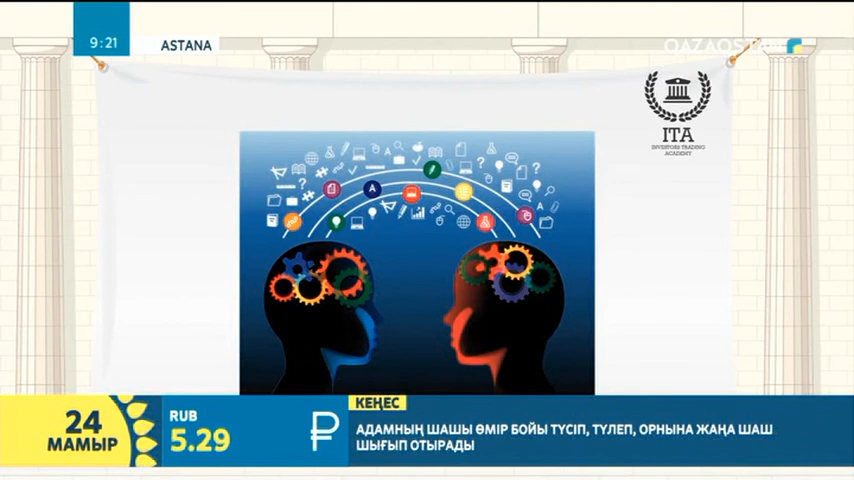 9:21
ASTANA
QAZAQSTAN
ITA
INVESTORS TRADING
ACADEMY
24
МАМЫР
RUB
5.29
₽
КЕҢЕС
АДАМНЫҢ ШАШЫ ӨМІР БОЙЫ ТҮСІП, ТҮЛЕП, ОРНЫНА ЖАҢА ШАШ
ШЫҒЫП ОТЫРАДЫ